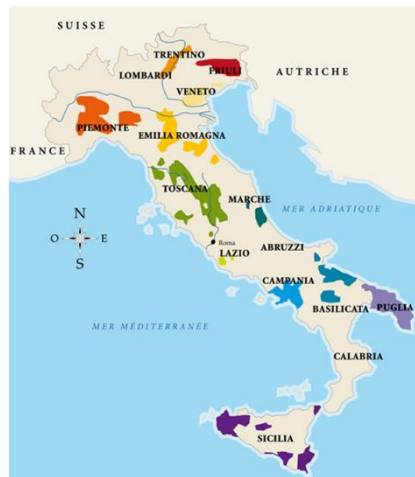 SUISSE
TRENTINO
LOMBARDI
FRIULI
AUTRICHE
VENETO
PIEMONTE
EMILIA ROMAGNA
FRANCE
TOSCANA
MARCHE
MER ADRIATIQUE
N
O
E
S
Roma
ABRUZZI
LAZIO
CAMPANIA
BASILICATA
PUGLIA
MER MÉDITERRANÉE
CALABRIA
SICILIA